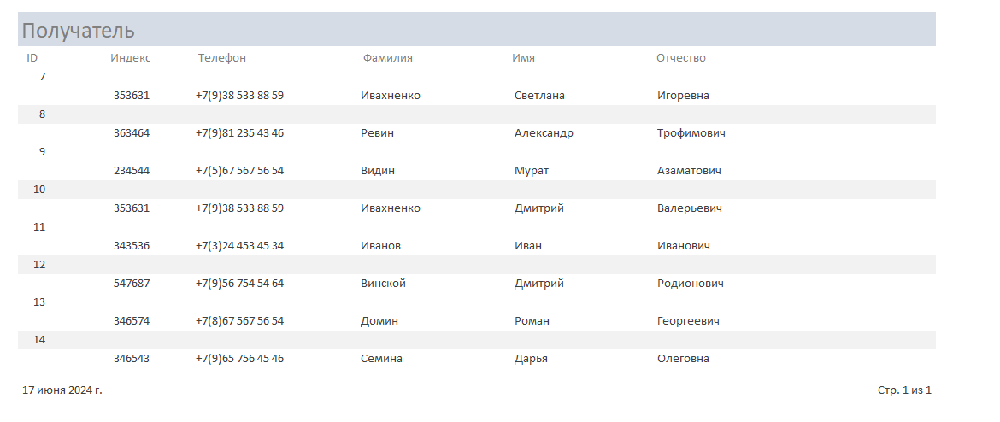 Получатель
ID Индекс Телефон Фамилия Имя Отчество
7
353631 +7(9)38 533 88 59 Ивахненко Светлана Игоревна
8
363464 +7(9)81 235 43 46 Ревин Александр Трофимович
9
234544 +7(5)67 567 56 54 Видин Мурат Азаматович
10
353631 +7(9)38 533 88 59 Ивахненко Дмитрий Валерьевич
11
343536 +7(3)24 453 45 34 Иванов Иван Иванович
12
547687 +7(9)56 754 54 64 Винской Дмитрий Родионович
13
346574 +7(8)67 567 56 54 Домин Роман Георгеевич
14
346543 +7(9)65 756 45 46 Сёмина Дарья Олеговна
17 июня 2024 г. Стр. 1 из 1